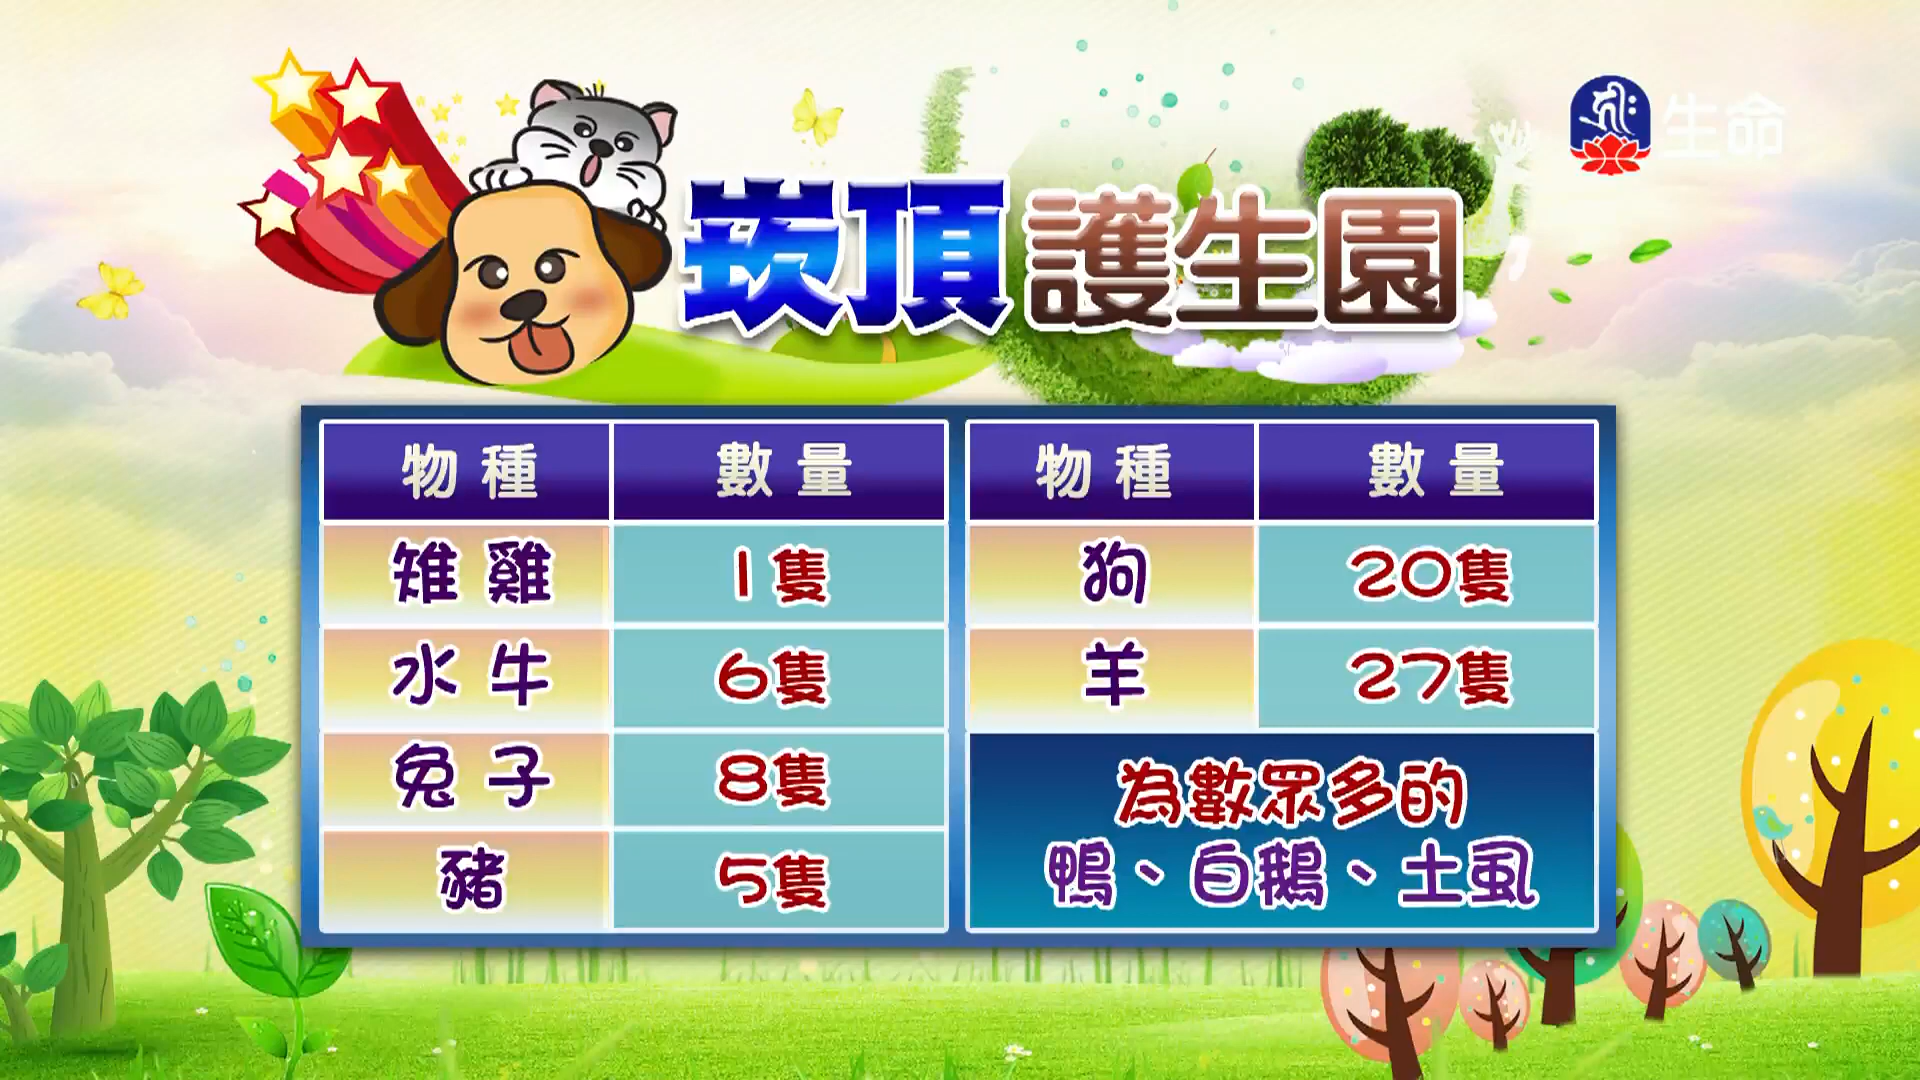 生命
崁頂護生園
物種 數量 物種 數量
雉雞 1隻 狗 20隻
水牛 6隻 羊 27隻
兔子 8隻 為數眾多的
豬 5隻 鴨、白鵝、土虱